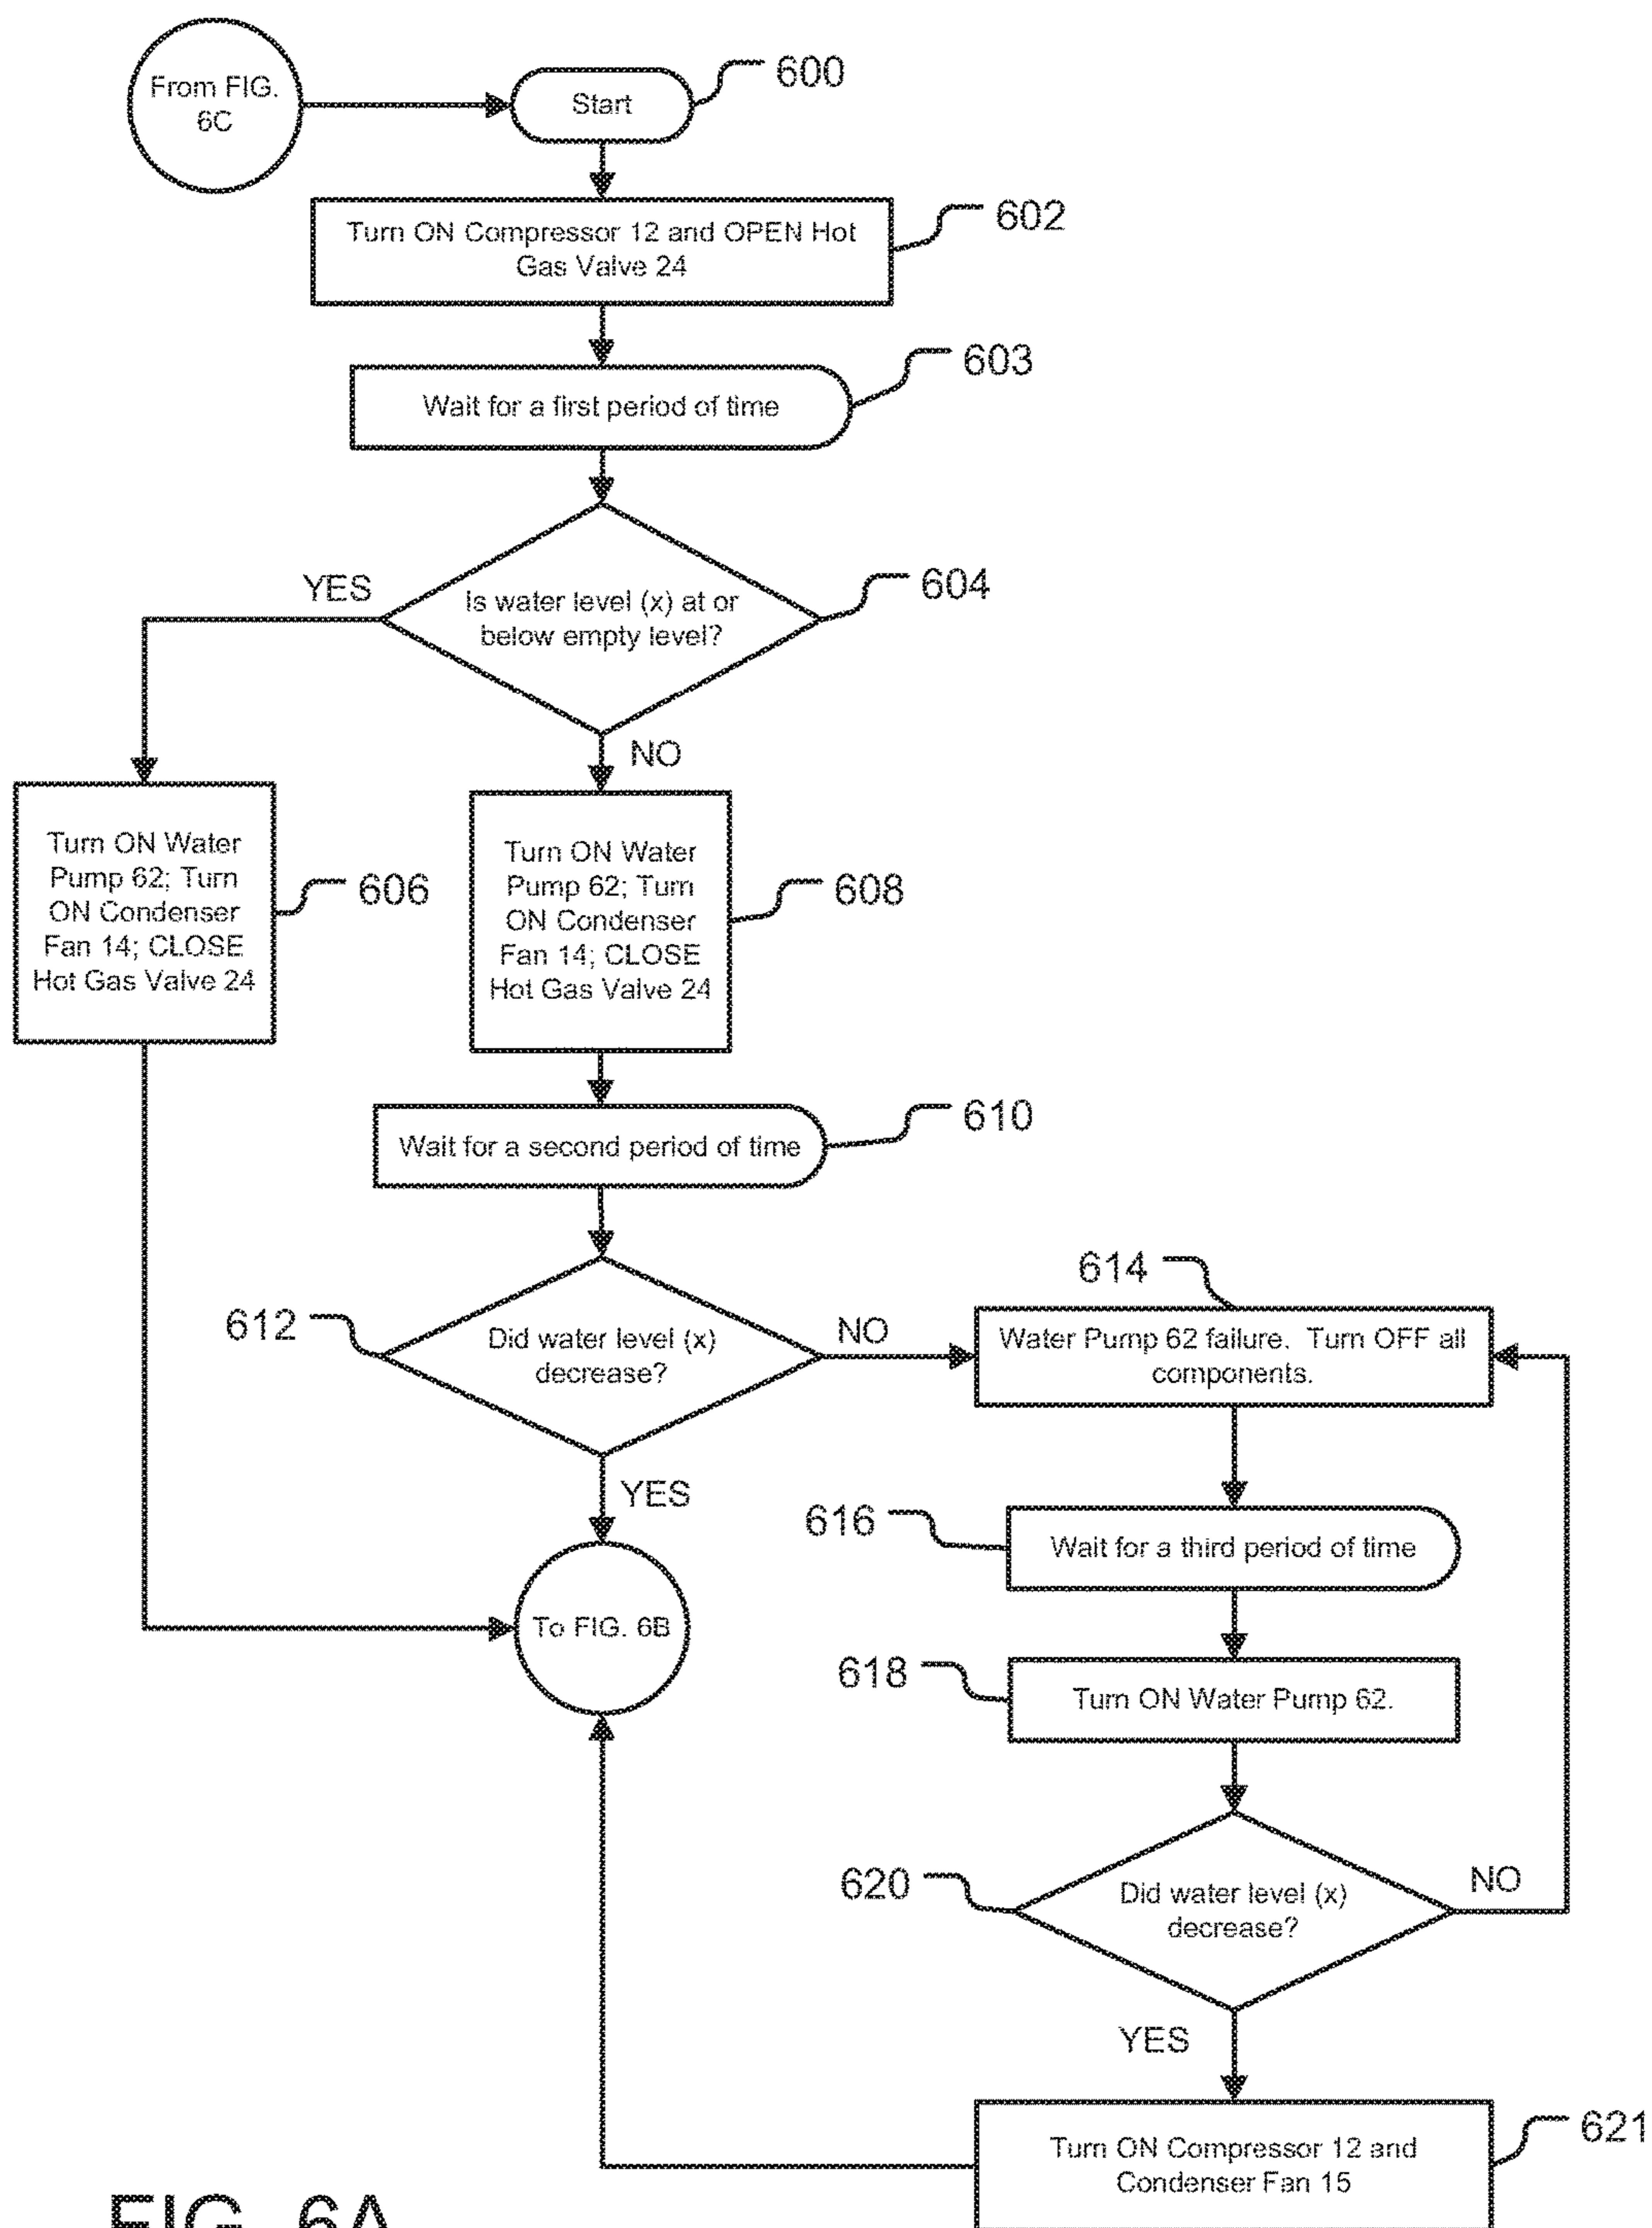 From FIG.
6C
Start
600
Turn ON Compressor 12 and OPEN Hot
Gas Valve 24
602
Wait for a first period of time
603
Is water level (x) at or
below empty level?
604
YES
NO
Turn ON Water
Pump 62; Turn
ON Condenser
Fan 14; CLOSE
Hot Gas Valve 24
606
Turn ON Water
Pump 62; Turn
ON Condenser
Fan 14; CLOSE
Hot Gas Valve 24
608
Wait for a second period of time
610
612
Did water level (x)
decrease?
NO
YES
614
Water Pump 62 failure. Turn OFF all
components.
616
Wait for a third period of time
To FIG. 6B
618
Turn ON Water Pump 62.
620
Did water level (x)
decrease?
NO
YES
Turn ON Compressor 12 and
Condenser Fan 15
621
FIG. 6A